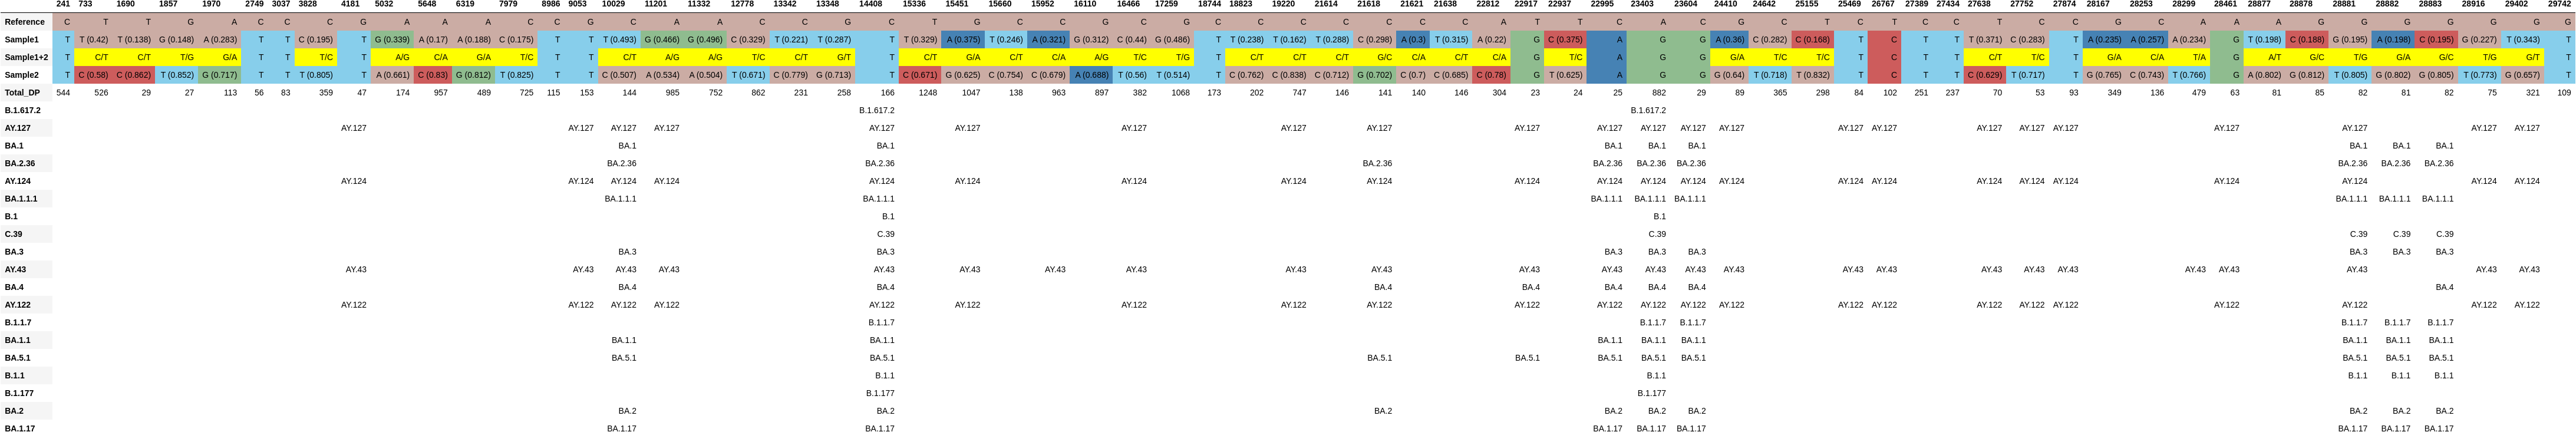 241 733 1690 1857 1970 2749 3037 3828 4181 5032 5648 6319 7979 8986 9053 10029 11201 11332 12778 13342 13348 14408 15336 15451 15660 15952 16110 16466 17259 18744 18823 19220 21614 21618 21621 21638 22812 22917 22937 22995 23403 23604 24410 24642 25155 25469 26767 27389 27434 27638 27752 27874 28167 28253 28299 28461 28877 28878 28881 28882 28883 28916 29402 29742
Reference C T T G A C C C G A A A C C G C A A C C G C T G C C G C G C C C C C C C A T T C A C G C T C T C C T C C G C A A A G G G G G G G
Sample1 T T (0.42) T (0.138) G (0.148) A (0.283) T T C (0.195) T G (0.339) A (0.17) A (0.188) C (0.175) T T T (0.493) G (0.466) G (0.496) C (0.329) T (0.221) T (0.287) T T (0.329) A (0.375) T (0.246) A (0.321) G (0.312) C (0.44) G (0.486) T T (0.238) T (0.162) T (0.288) C (0.298) A (0.3) T (0.315) A (0.22) G C (0.375) A G G A (0.36) C (0.282) C (0.168) T C T T T (0.371) C (0.283) T A (0.235) A (0.257) A (0.234) G T (0.198) C (0.188) G (0.195) A (0.198) C (0.195) G (0.227) T (0.343) T
Sample1+2 T C/T C/T T/G G/A T T T/C T A/G C/A G/A T/C T T C/T A/G A/G T/C C/T G/T T C/T G/A C/T C/A A/G T/C T/G T C/T C/T C/T G/C C/A C/T C/A G T/C A G G G/A T/C T/C T C T T C/T T/C T G/A C/A T/A G A/T G/C T/G G/A G/C T/G G/T T
Sample2 T C (0.58) C (0.862) T (0.852) G (0.717) T T T (0.805) T A (0.661) C (0.83) G (0.812) T (0.825) T T C (0.507) A (0.534) A (0.504) T (0.671) C (0.779) G (0.713) T C (0.671) G (0.625) C (0.754) C (0.679) A (0.688) T (0.56) T (0.514) T C (0.762) C (0.838) C (0.712) G (0.702) C (0.7) C (0.685) C (0.78) G T (0.625) A G G G (0.64) T (0.718) T (0.832) T C T T C (0.629) T (0.717) T G (0.765) C (0.743) T (0.766) G A (0.802) G (0.812) T (0.805) G (0.802) G (0.805) T (0.773) G (0.657) T
Total_DP 544 526 29 27 113 56 83 359 47 174 957 489 725 115 153 144 985 752 862 231 258 166 1248 1047 138 963 897 382 1068 173 202 747 146 141 140 146 304 23 24 25 882 29 89 365 298 84 102 251 237 70 53 93 349 136 479 63 81 85 82 81 82 75 321 109
B.1.617.2 B.1.617.2 B.1.617.2
AY.127 AY.127 AY.127 AY.127 AY.127 AY.127 AY.127 AY.127 AY.127 AY.127 AY.127 AY.127 AY.127 AY.127 AY.127 AY.127 AY.127 AY.127 AY.127 AY.127 AY.127 AY.127 AY.127 AY.127
BA.1 BA.1 BA.1 BA.1 BA.1 BA.1 BA.1 BA.1 BA.1
BA.2.36 BA.2.36 BA.2.36 BA.2.36 BA.2.36 BA.2.36 BA.2.36 BA.2.36 BA.2.36 BA.2.36
AY.124 AY.124 AY.124 AY.124 AY.124 AY.124 AY.124 AY.124 AY.124 AY.124 AY.124 AY.124 AY.124 AY.124 AY.124 AY.124 AY.124 AY.124 AY.124 AY.124 AY.124 AY.124 AY.124 AY.124
BA.1.1.1 BA.1.1.1 BA.1.1.1 BA.1.1.1 BA.1.1.1 BA.1.1.1 BA.1.1.1 BA.1.1.1 BA.1.1.1
B.1 B.1 B.1
C.39 C.39 C.39 C.39 C.39 C.39
BA.3 BA.3 BA.3 BA.3 BA.3 BA.3 BA.3 BA.3 BA.3
AY.43 AY.43 AY.43 AY.43 AY.43 AY.43 AY.43 AY.43 AY.43 AY.43 AY.43 AY.43 AY.43 AY.43 AY.43 AY.43 AY.43 AY.43 AY.43 AY.43 AY.43 AY.43 AY.43 AY.43 AY.43 AY.43
BA.4 BA.4 BA.4 BA.4 BA.4 BA.4 BA.4 BA.4 BA.4
AY.122 AY.122 AY.122 AY.122 AY.122 AY.122 AY.122 AY.122 AY.122 AY.122 AY.122 AY.122 AY.122 AY.122 AY.122 AY.122 AY.122 AY.122 AY.122 AY.122 AY.122 AY.122 AY.122 AY.122
B.1.1.7 B.1.1.7 B.1.1.7 B.1.1.7 B.1.1.7 B.1.1.7 B.1.1.7
BA.1.1 BA.1.1 BA.1.1 BA.1.1 BA.1.1 BA.1.1 BA.1.1 BA.1.1 BA.1.1
BA.5.1 BA.5.1 BA.5.1 BA.5.1 BA.5.1 BA.5.1 BA.5.1 BA.5.1 BA.5.1 BA.5.1 BA.5.1
B.1.1 B.1.1 B.1.1 B.1.1 B.1.1 B.1.1
B.1.177 B.1.177 B.1.177
BA.2 BA.2 BA.2 BA.2 BA.2 BA.2 BA.2 BA.2 BA.2 BA.2
BA.1.17 BA.1.17 BA.1.17 BA.1.17 BA.1.17 BA.1.17 BA.1.17 BA.1.17 BA.1.17